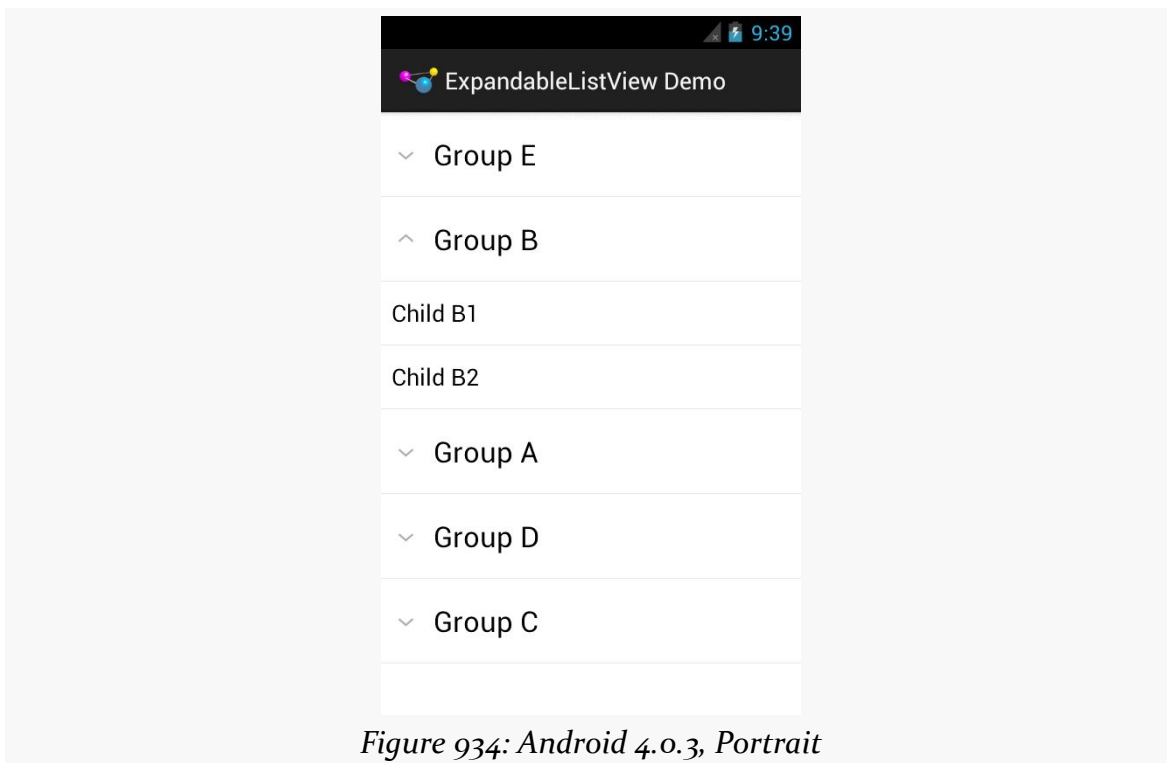 9:39
ExpandableListView Demo
Group E
Group B
Child B1
Child B2
Group A
Group D
Group C
Figure 934: Android 4.0.3, Portrait